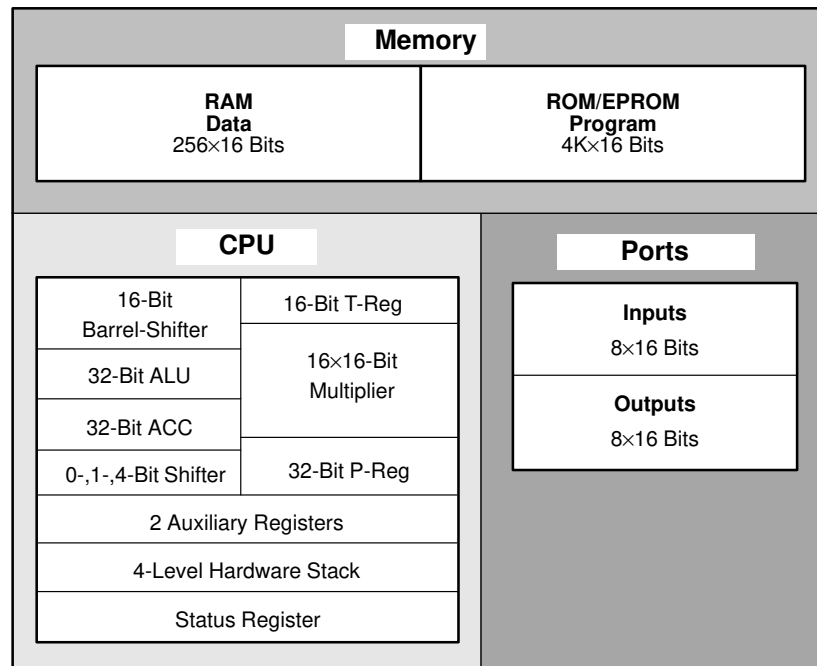 Memory
RAM
Data
256×16 Bits
ROM/EPROM
Program
4K×16 Bits
CPU
16-Bit
Barrel-Shifter
32-Bit ALU
32-Bit ACC
0-,1-,4-Bit Shifter
16-Bit T-Reg
16×16-Bit
Multiplier
32-Bit P-Reg
2 Auxiliary Registers
4-Level Hardware Stack
Status Register
Ports
Inputs
8×16 Bits
Outputs
8×16 Bits